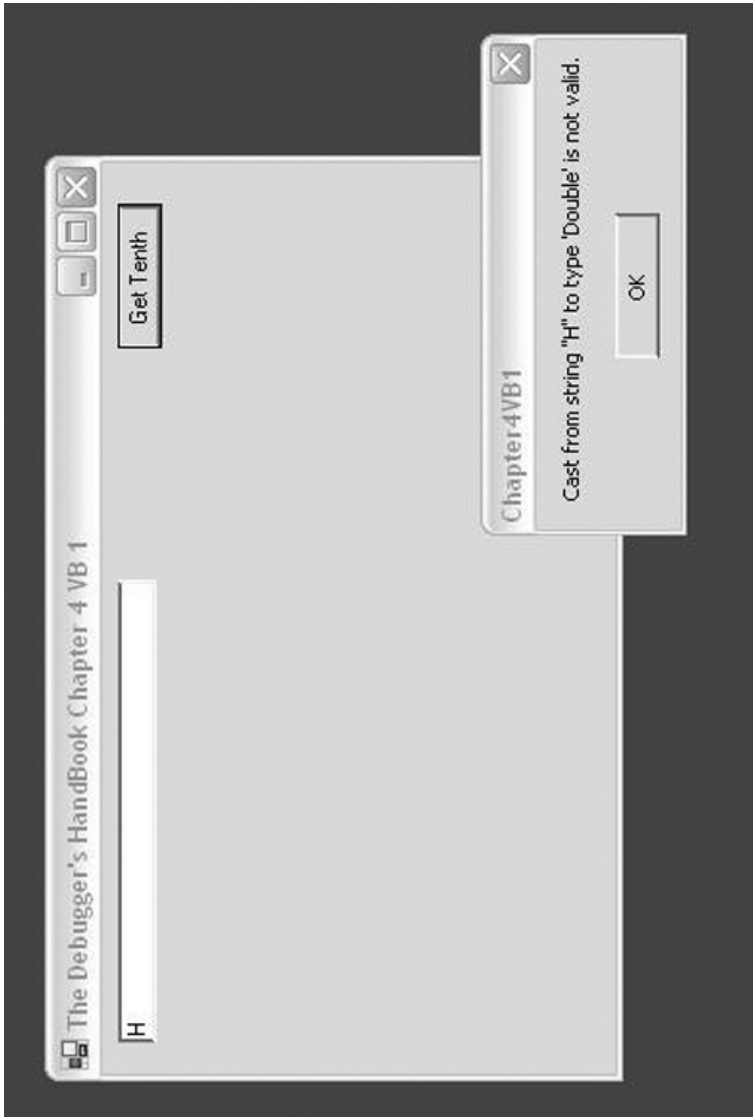 The Debugger's HandBook Chapter 4 VB 1
H
Get Tenth
Chapter4VB1
Cast from string "H" to type 'Double' is not valid.
OK